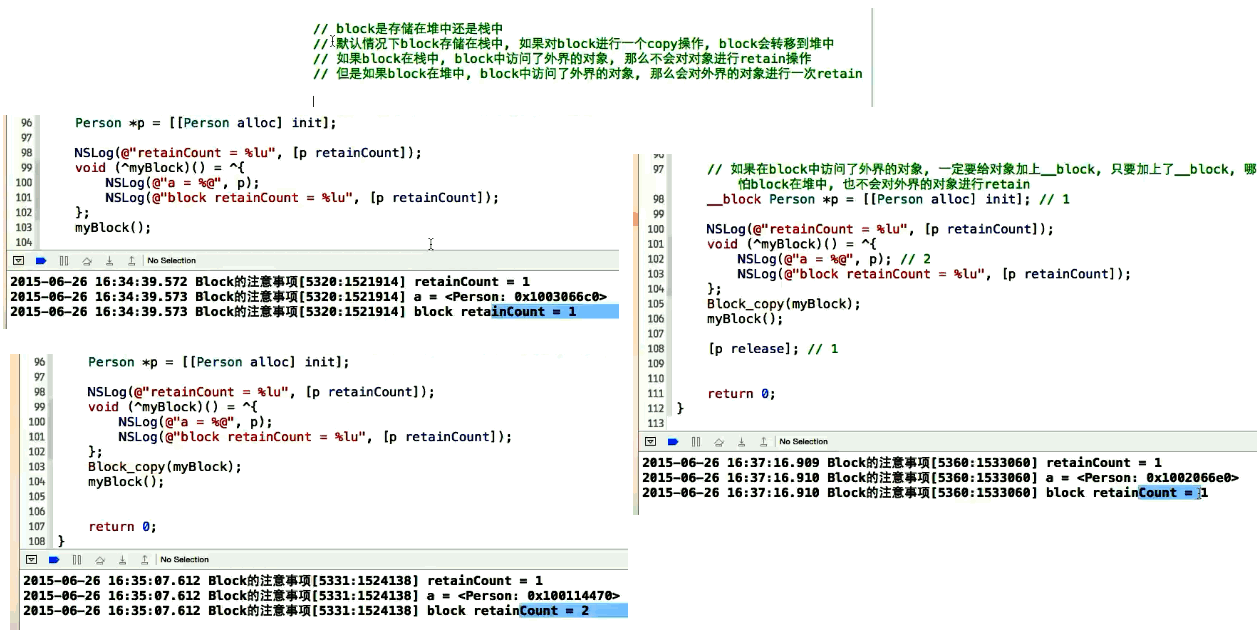 // block是存储在堆中还是栈中
// 默认情况下block存储在栈中, 如果对block进行一个copy操作, block会转移到堆中
// 如果block在栈中, block中访问了外界的对象, 那么不会对对象进行retain操作
// 但是如果block在堆中, block中访问了外界的对象, 那么会对外界的对象进行一次retain
96 Person *p = [[Person alloc] init];
97
98 NSLog(@"retainCount = %lu", [p retainCount]);
99 void (^myBlock)() = ^{
100 NSLog(@"a = %@", p);
101 NSLog(@"block retainCount = %lu", [p retainCount]);
102 };
103 myBlock();
104
No Selection
2015-06-26 16:34:39.572 Block的注意事项[5320:1521914] retainCount = 1
2015-06-26 16:34:39.573 Block的注意事项[5320:1521914] a = <Person: 0x1003066c0>
2015-06-26 16:34:39.573 Block的注意事项[5320:1521914] block retainCount = 1
96 Person *p = [[Person alloc] init];
97
98 NSLog(@"retainCount = %lu", [p retainCount]);
99 void (^myBlock)() = ^{
100 NSLog(@"a = %@", p);
101 NSLog(@"block retainCount = %lu", [p retainCount]);
102 };
103 Block_copy(myBlock);
104 myBlock();
105
106
107 return 0;
108 }
No Selection
2015-06-26 16:35:07.612 Block的注意事项[5331:1524138] retainCount = 1
2015-06-26 16:35:07.612 Block的注意事项[5331:1524138] a = <Person: 0x100114470>
2015-06-26 16:35:07.612 Block的注意事项[5331:1524138] block retainCount = 2
97 // 如果在block中访问了外界的对象, 一定要给对象加上__block, 只要加上了__block, 哪
怕block在堆中, 也不会对外界的对象进行retain
98 __block Person *p = [[Person alloc] init]; // 1
99
100 NSLog(@"retainCount = %lu", [p retainCount]);
101 void (^myBlock)() = ^{
102 NSLog(@"a = %@", p); // 2
103 NSLog(@"block retainCount = %lu", [p retainCount]);
104 };
105 Block_copy(myBlock);
106 myBlock();
107
108 [p release]; // 1
109
110
111 return 0;
112 }
113
No Selection
2015-06-26 16:37:16.909 Block的注意事项[5360:1533060] retainCount = 1
2015-06-26 16:37:16.910 Block的注意事项[5360:1533060] a = <Person: 0x1002066e0>
2015-06-26 16:37:16.910 Block的注意事项[5360:1533060] block retainCount = 1